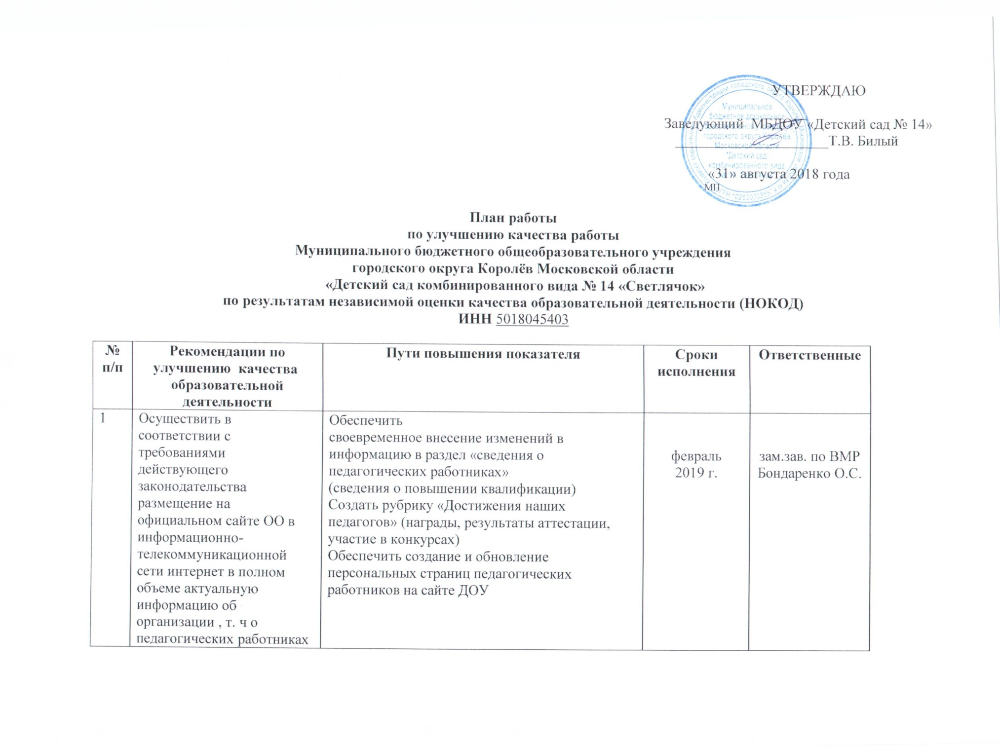 УТВЕРЖДАЮ
Заведующий МБДОУ «Детский сад № 14»
Т.В. Билый
«31» августа 2018 года
МП
Муниципальное
бюджетное дошкольное
городского округа Королёв
Московской области
"Детский сад
комбинированного вида
План работы
по улучшению качества работы
Муниципального бюджетного общеобразовательного учреждения
городского округа Королёв Московской области
«Детский сад комбинированного вида № 14 «Светлячок»
по результатам независимой оценки качества образовательной деятельности (НОКОД)
ИНН 5018045403
№
п/п
Рекомендации по
улучшению качества
образовательной
деятельности
Пути повышения показателя
Сроки
исполнения
Ответственные
1
Осуществить в
соответствии с
требованиями
действующего
законодательства
размещение на
официальном сайте ОО в
информационно-
телекоммуникационной
сети интернет в полном
объеме актуальную
информацию об
организации , т. ч о
педагогических работниках
Обеспечить
своевременное внесение изменений в
информацию в раздел «сведения о
педагогических работниках»
(сведения о повышении квалификации)
Создать рубрику «Достижения наших
педагогов» (награды, результаты аттестации,
участие в конкурсах)
Обеспечить создание и обновление
персональных страниц педагогических
работников на сайте ДОУ
февраль
2019 г.
зам.зав. по ВМР
Бондаренко О.С.